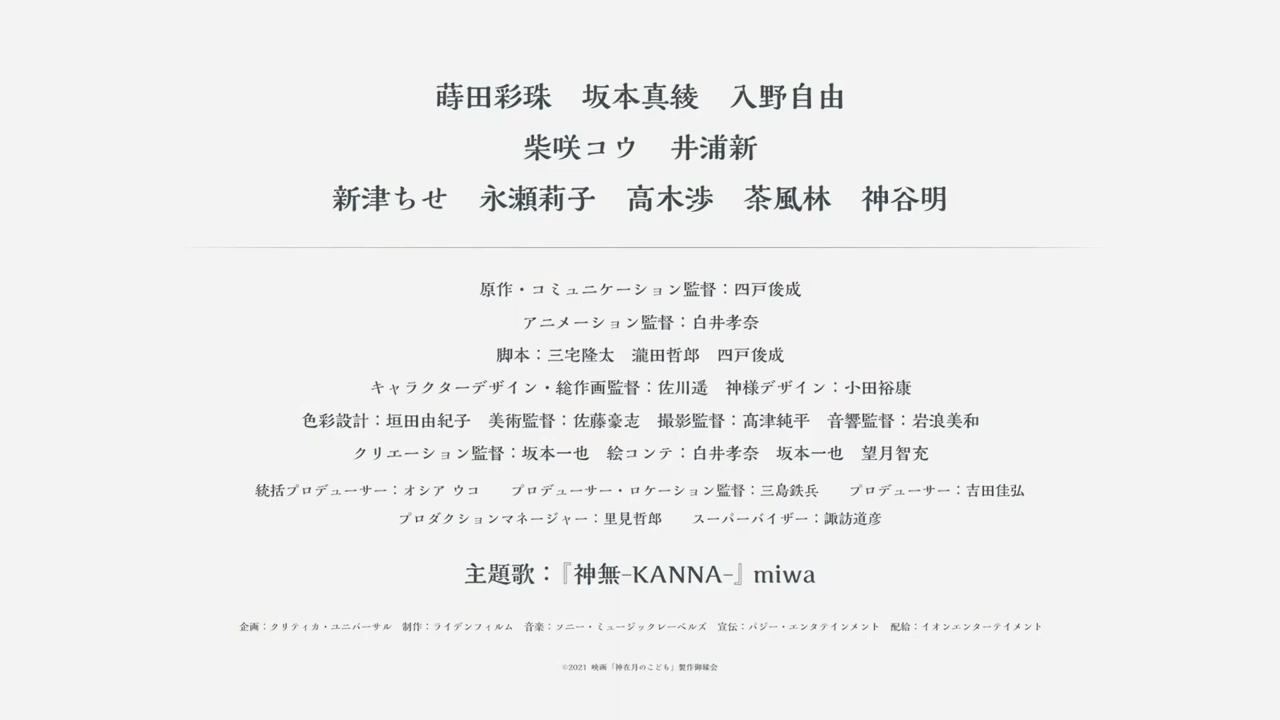 蒔田彩珠　坂本真綾　入野自由
柴咲コウ　井浦新
新津ちせ　永瀬莉子　高木渉　茶風林　神谷明
原作・コミュニケーション監督：四戸俊成
アニメーション監督：白井孝奈
脚本：三宅隆太　瀧田哲郎　四戸俊成
キャラクターデザイン・総作画監督：佐川遥　神様デザイン：小田裕康
色彩設計：垣田由紀子　美術監督：佐藤豪志　撮影監督：髙津純平　音響監督：岩浪美和
クリエーション監督：坂本一也　絵コンテ：白井孝奈　坂本一也　望月智充
統括プロデューサー：オシア ウコ　プロデューサー・ロケーション監督：三島鉄兵　プロデューサー：吉田佳弘
プロダクションマネージャー：里見哲郎　スーパーバイザー：諏訪道彦
主題歌：『神無-KANNA-』miwa
企画：クリティカ・ユニバーサル　制作：ライデンフィルム　音楽：ソニー・ミュージックレーベルズ　宣伝：バジー・エンタテインメント　配給：イオンエンターテイメント
©2021 映画「神在月のこども」製作御縁会